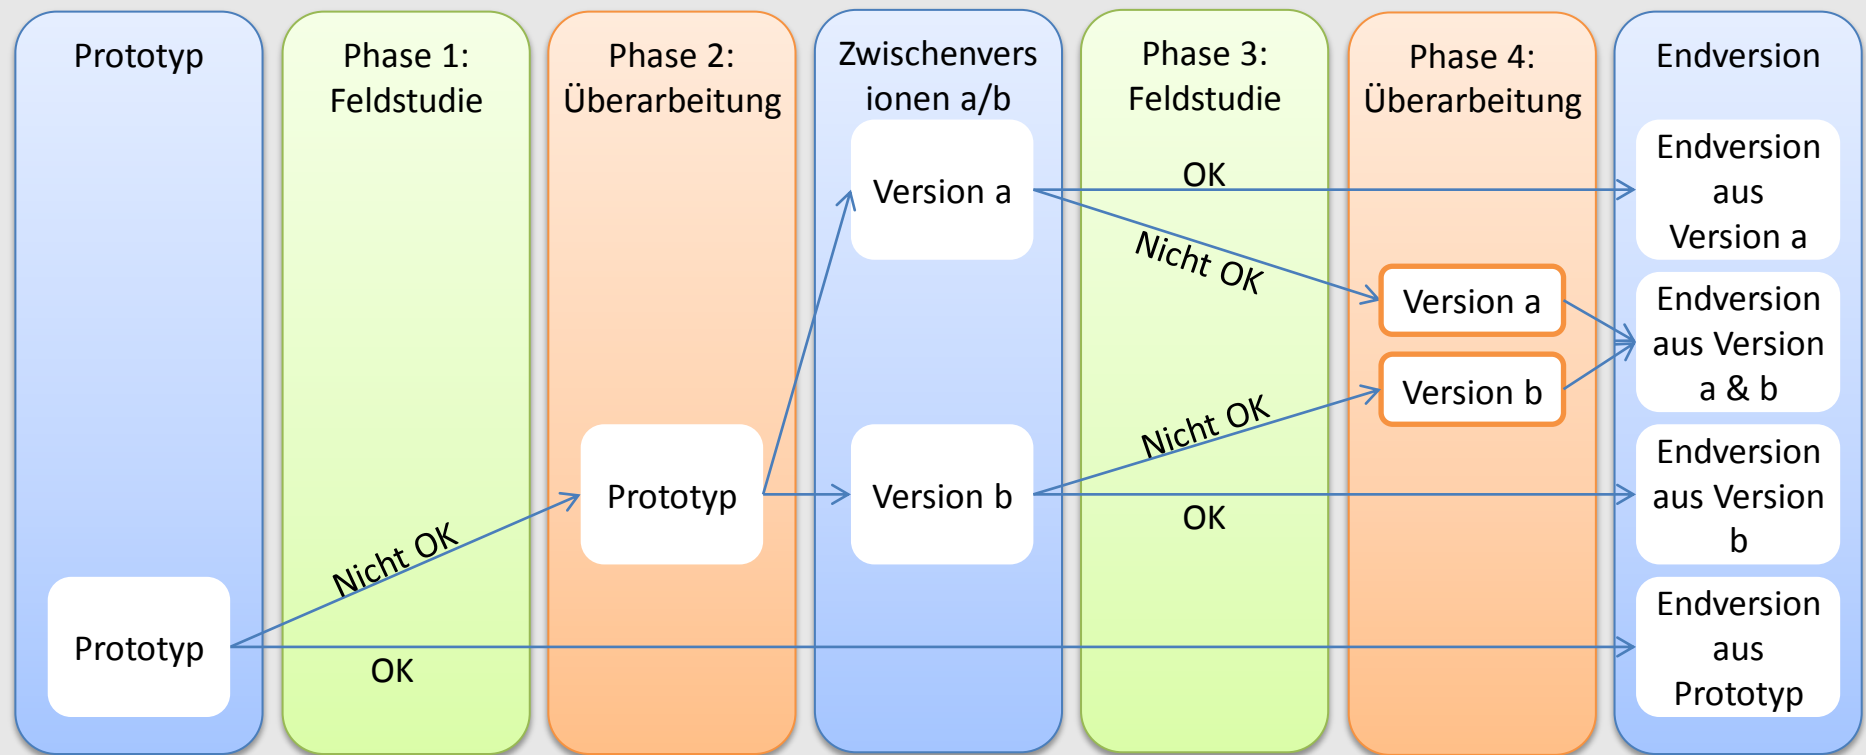 Prototyp
Phase 1:
Feldstudie
Phase 2:
Überarbeitung
Zwischenvers
ionen a/b
Phase 3:
Feldstudie
Phase 4:
Überarbeitung
Endversion
Prototyp
Nicht OK
OK
Prototyp
Version a
Version b
OK
Nicht OK
Nicht OK
OK
Version a
Version b
Endversion
aus
Version a
Endversion
aus Version
a & b
Endversion
aus Version
b
Endversion
aus
Prototyp